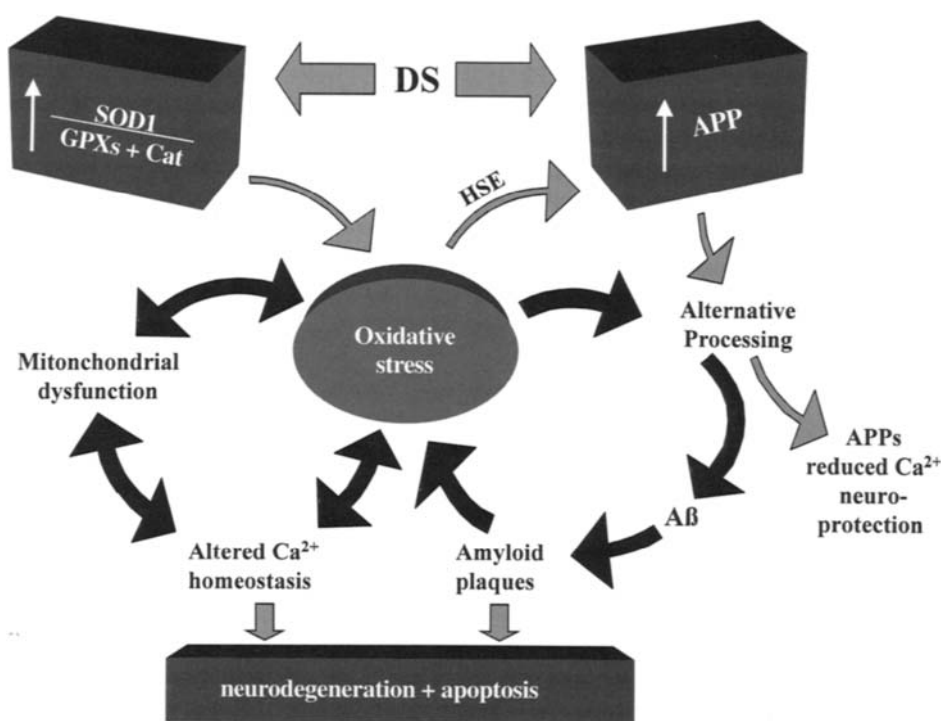 DS
SOD1
GPXs + Cat
APP
HSE
Oxidative
stress
Alternative
Processing
Mitonchondrial
dysfunction
APPs
reduced Ca²⁺
neuro-
protection
Aß
Altered Ca²⁺
homeostasis
Amyloid
plaques
neurodegeneration + apoptosis